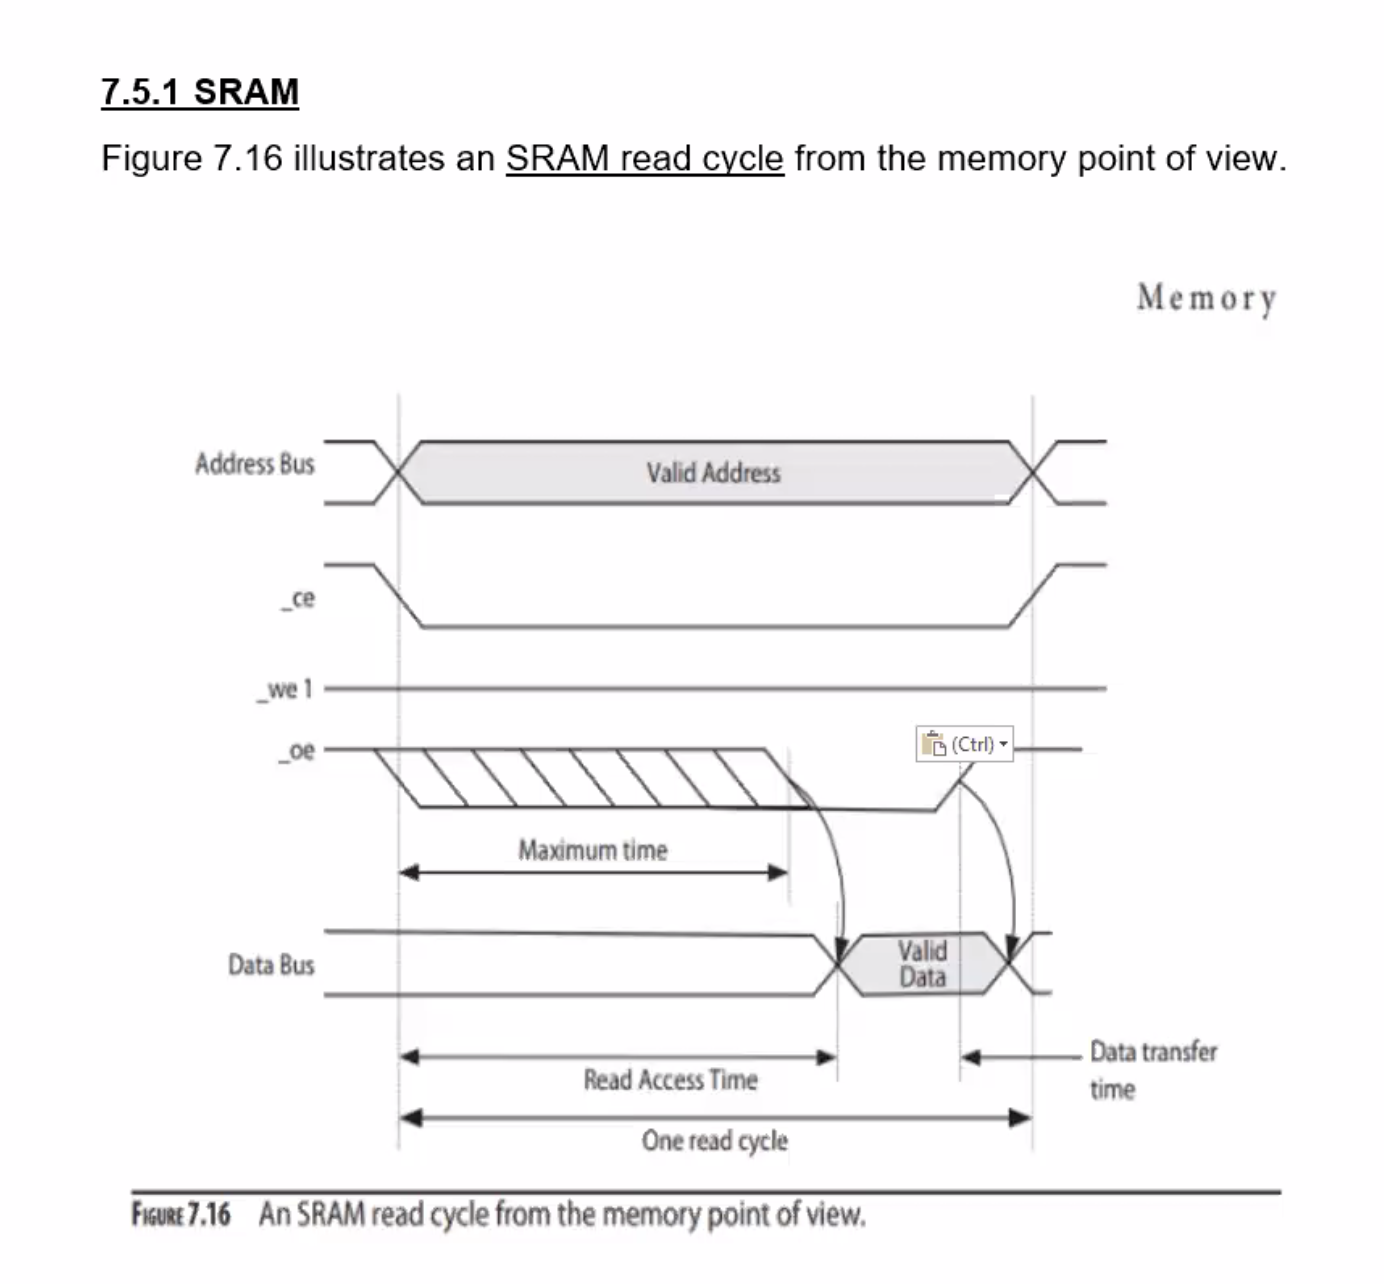 7.5.1 SRAM
Figure 7.16 illustrates an SRAM read cycle from the memory point of view.
Memory
Address Bus
Valid Address
_ce
_we 1
_oe
(Ctrl)
Maximum time
Data Bus
Valid
Data
Read Access Time
Data transfer
time
One read cycle
FIGURE 7.16 An SRAM read cycle from the memory point of view.